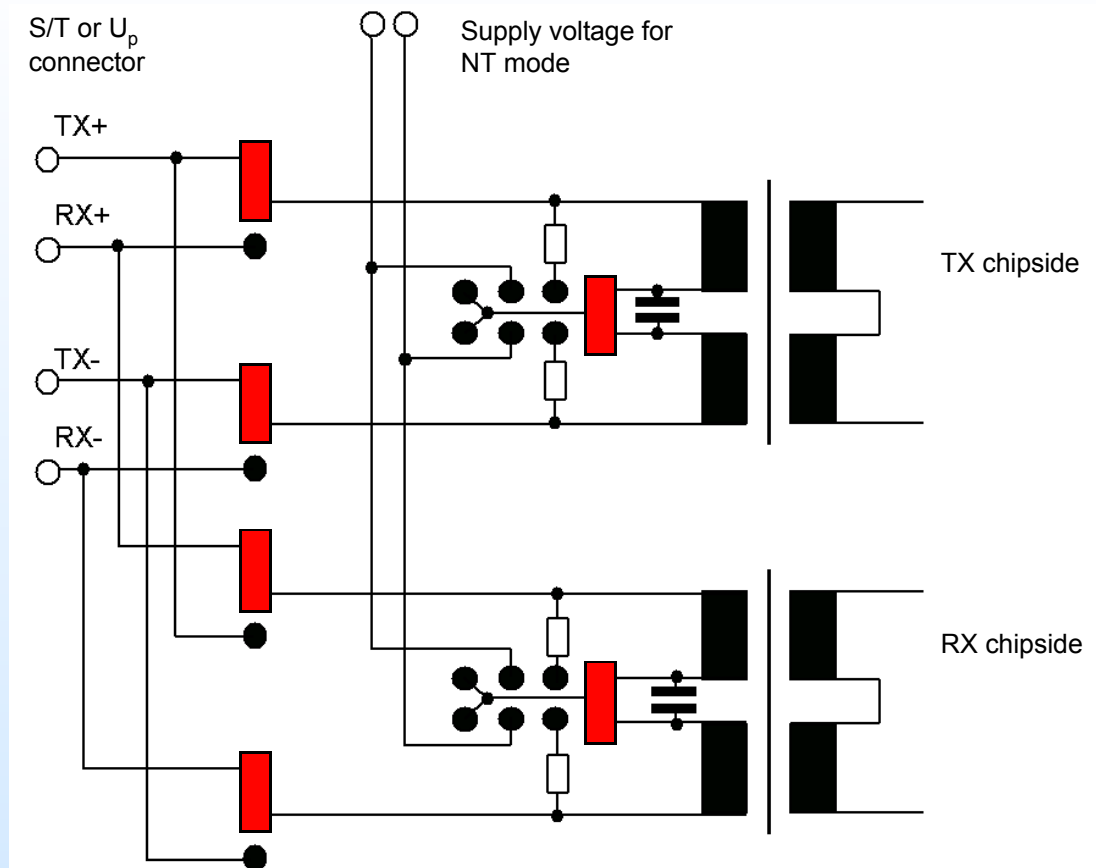 S/T or Up
connector
Supply voltage for
NT mode
TX+
RX+
TX chipside
TX-
RX-
RX chipside